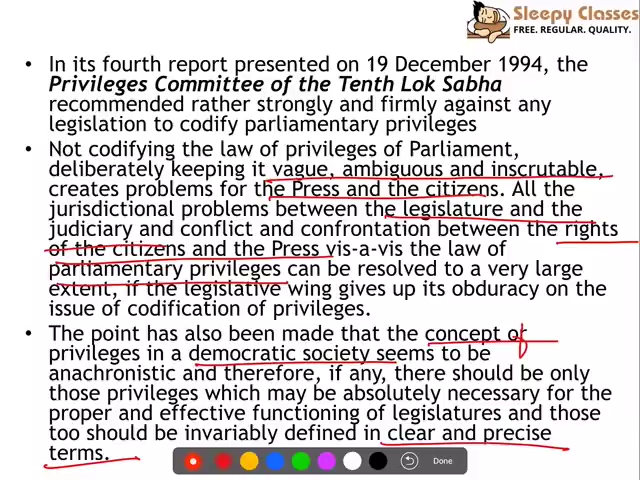 Sleepy Classes
FREE. REGULAR. QUALITY.
• In its fourth report presented on 19 December 1994, the
Privileges Committee of the Tenth Lok Sabha
recommended rather strongly and firmly against any
legislation to codify parliamentary privileges
• Not codifying the law of privileges of Parliament,
deliberately keeping it vague, ambiguous and inscrutable,
creates problems for the Press and the citizens. All the
jurisdictional problems between the legislature and the
judiciary and conflict and confrontation between the rights
of the citizens and the Press vis-a-vis the law of
parliamentary privileges can be resolved to a very large
extent, if the legislative wing gives up its obduracy on the
issue of codification of privileges.
• The point has also been made that the concept of
privileges in a democratic society seems to be
anachronistic and therefore, if any, there should be only
those privileges which may be absolutely necessary for the
proper and effective functioning of legislatures and those
too should be invariably defined in clear and precise
terms.
Done